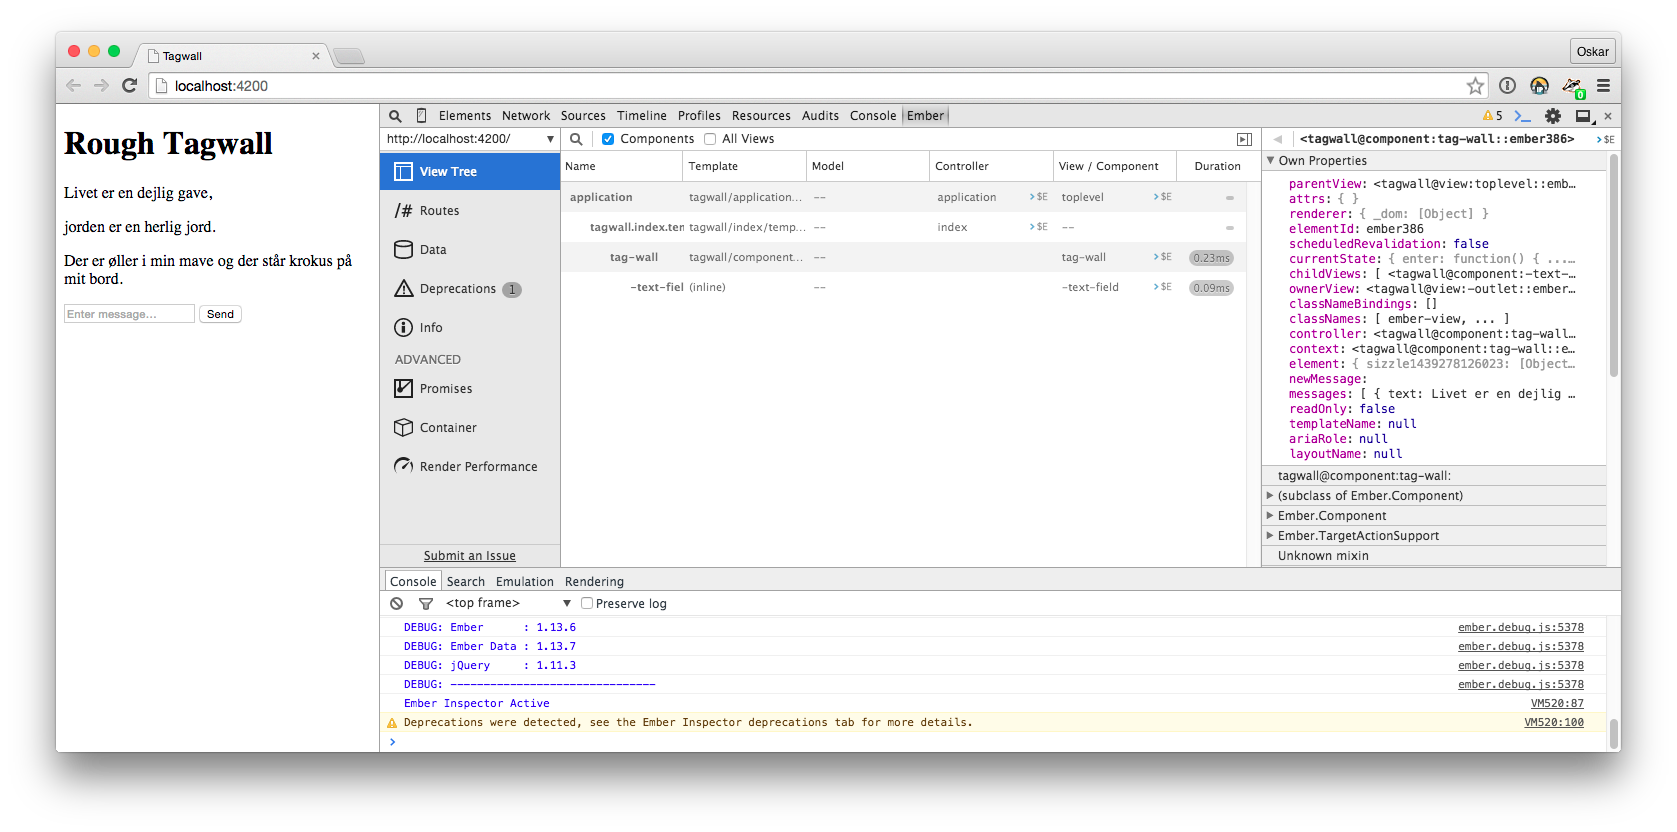 Tagwall
Oskar
localhost:4200
0
Rough Tagwall
Livet er en dejlig gave,
jorden er en herlig jord.
Der er øller i min mave og der står krokus på
mit bord.
Enter message...
Send
Elements Network Sources Timeline Profiles Resources Audits Console Ember
5
http://localhost:4200/
Components
All Views
View Tree
/# Routes
Data
Deprecations 1
Info
ADVANCED
Promises
Container
Render Performance
Submit an Issue
Name Template Model Controller View / Component Duration
application tagwall/application... -- application >$E toplevel >$E –
tagwall.index.ten tagwall/index/temp... -- index >$E -- –
tag-wall tagwall/component... -- tag-wall >$E 0.23ms
-text-fiel (inline) -- -text-field >$E 0.09ms
<tagwall@component:tag-wall::ember386> >$E
Own Properties
parentView: <tagwall@view:toplevel::emb…
attrs: { }
renderer: { _dom: [Object] }
elementId: ember386
scheduledRevalidation: false
currentState: { enter: function() { ...…
childViews: [ <tagwall@component:-text-
ownerView: <tagwall@view:-outlet::ember…
classNameBindings: []
classNames: [ ember-view, ... ]
controller: <tagwall@component:tag-wall…
context: <tagwall@component:tag-wall::e…
element: { sizzle1439278126023: [Object…
newMessage:
messages: [ { text: Livet er en dejlig …
readOnly: false
templateName: null
ariaRole: null
layoutName: null
tagwall@component:tag-wall:
(subclass of Ember.Component)
Ember.Component
Ember.TargetActionSupport
Unknown mixin
Console Search Emulation Rendering
<top frame>
Preserve log
DEBUG: Ember      : 1.13.6 ember.debug.js:5378
DEBUG: Ember Data : 1.13.7 ember.debug.js:5378
DEBUG: jQuery     : 1.11.3 ember.debug.js:5378
DEBUG: ------------------------------- ember.debug.js:5378
Ember Inspector Active VM520:87
Deprecations were detected, see the Ember Inspector deprecations tab for more details. VM520:100
>